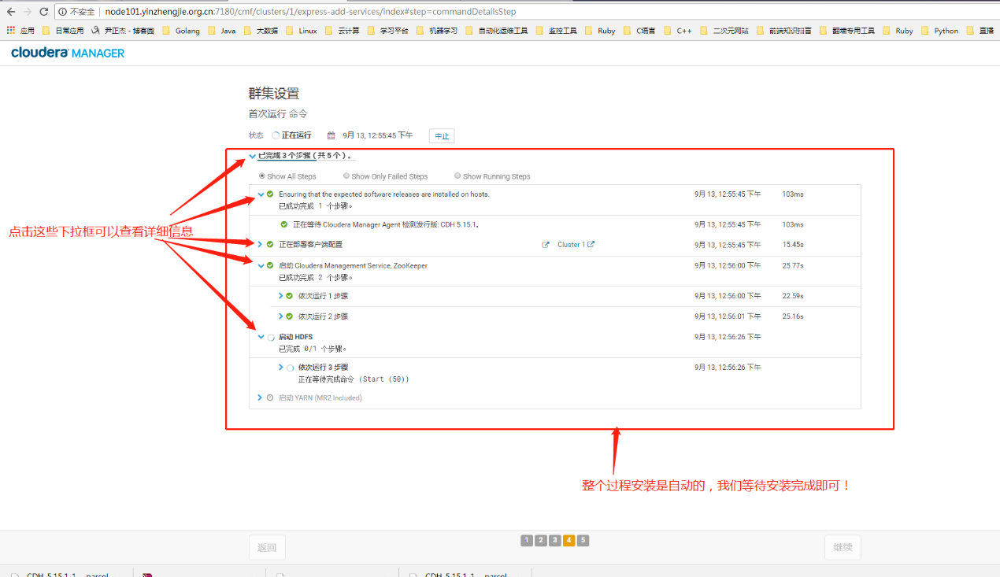 不安全 node101.yinzhengjie.org.cn:7180/cmf/clusters/1/express-add-services/index#step=commandDetailsStep
应用 日常应用 尹正杰 - 博客园 Golang Java 大数据 Linux 云计算 学习平台 机器学习 自动化运维工具 监控工具 Ruby C语言 C++ 二次元网站 前端知识扫盲 翻墙专用工具 Ruby Python 直播
cloudera MANAGER
群集设置
首次运行 命令
状态 正在运行 9月 13, 12:55:45 下午 中止
已完成 3 个步骤（共 5 个）。
Show All Steps Show Only Failed Steps Show Running Steps
Ensuring that the expected software releases are installed on hosts. 9月 13, 12:55:45 下午 103ms
已成功完成 1 个步骤。
正在等待 Cloudera Manager Agent 检测发行版: CDH 5.15.1。 9月 13, 12:55:45 下午 103ms
点击这些下拉框可以查看详细信息
正在部署客户端配置 Cluster 1 9月 13, 12:55:45 下午 15.45s
启动 Cloudera Management Service, ZooKeeper 9月 13, 12:56:00 下午 25.77s
已成功完成 2 个步骤。
依次运行 1 步骤 9月 13, 12:56:00 下午 22.59s
依次运行 2 步骤 9月 13, 12:56:01 下午 25.16s
启动 HDFS 9月 13, 12:56:26 下午
已完成 0/1 个步骤。
依次运行 3 步骤 9月 13, 12:56:26 下午
正在等待完成命令 (Start (50))
启动 YARN (MR2 Included)
整个过程安装是自动的，我们等待安装完成即可！
返回 1 2 3 4 5 继续